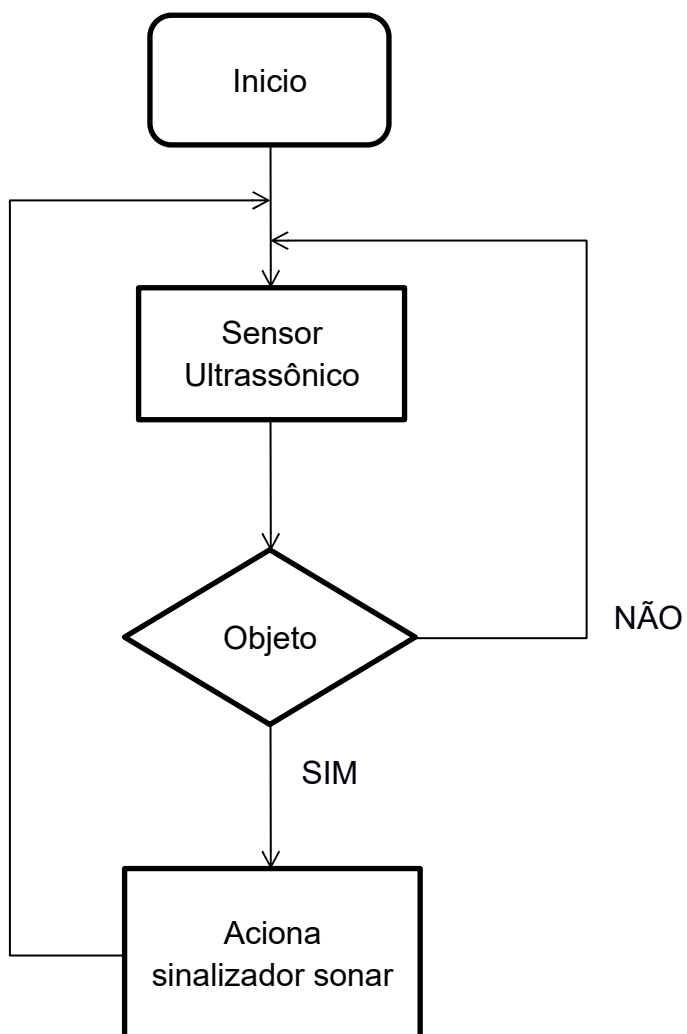 Inicio
Sensor
Ultrassônico
Objeto
NÃO
SIM
Aciona
sinalizador sonar